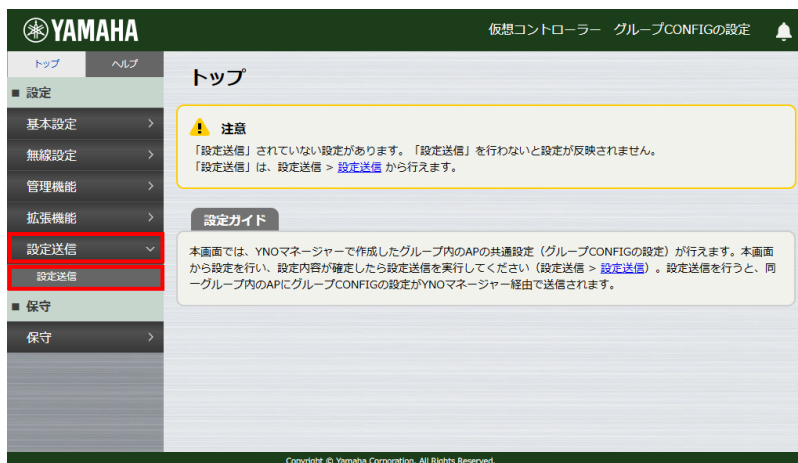 YAMAHA
仮想コントローラー グループCONFIGの設定
トップ
ヘルプ
■ 設定
基本設定
無線設定
管理機能
拡張機能
設定送信
設定送信
■ 保守
保守
トップ
注意
「設定送信」されていない設定があります。「設定送信」を行わないと設定が反映されません。
「設定送信」は、設定送信 > 設定送信 から行えます。
設定ガイド
本画面では、YNOマネージャーで作成したグループ内のAPの共通設定（グループCONFIGの設定）が行えます。本画面
から設定を行い、設定内容が確定したら設定送信を実行してください（設定送信 > 設定送信）。設定送信を行うと、同
一グループ内のAPにグループCONFIGの設定がYNOマネージャー経由で送信されます。
Copyright © Yamaha Corporation. All Rights Reserved.